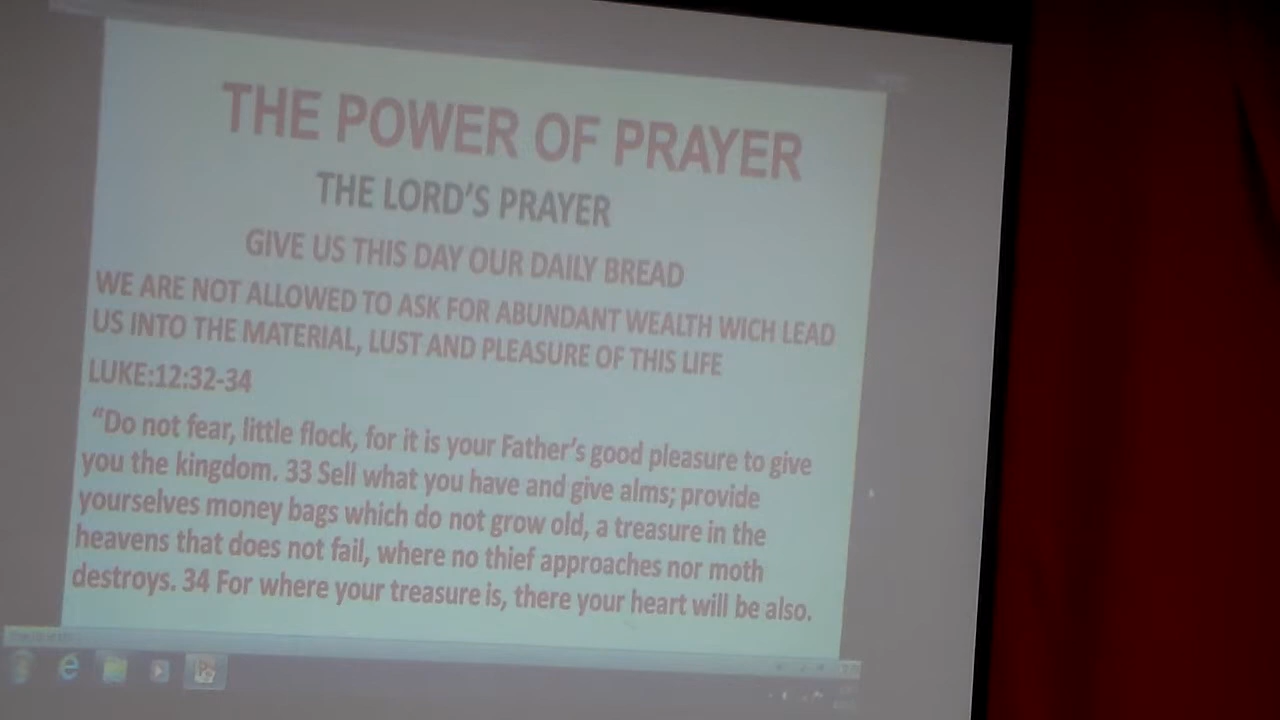 THE POWER OF PRAYER
THE LORD'S PRAYER
GIVE US THIS DAY OUR DAILY BREAD
WE ARE NOT ALLOWED TO ASK FOR ABUNDANT WEALTH WICH LEAD
US INTO THE MATERIAL, LUST AND PLEASURE OF THIS LIFE
LUKE:12:32-34
“Do not fear, little flock, for it is your Father’s good pleasure to give
you the kingdom. 33 Sell what you have and give alms; provide
yourselves money bags which do not grow old, a treasure in the
heavens that does not fail, where no thief approaches nor moth
destroys. 34 For where your treasure is, there your heart will be also.